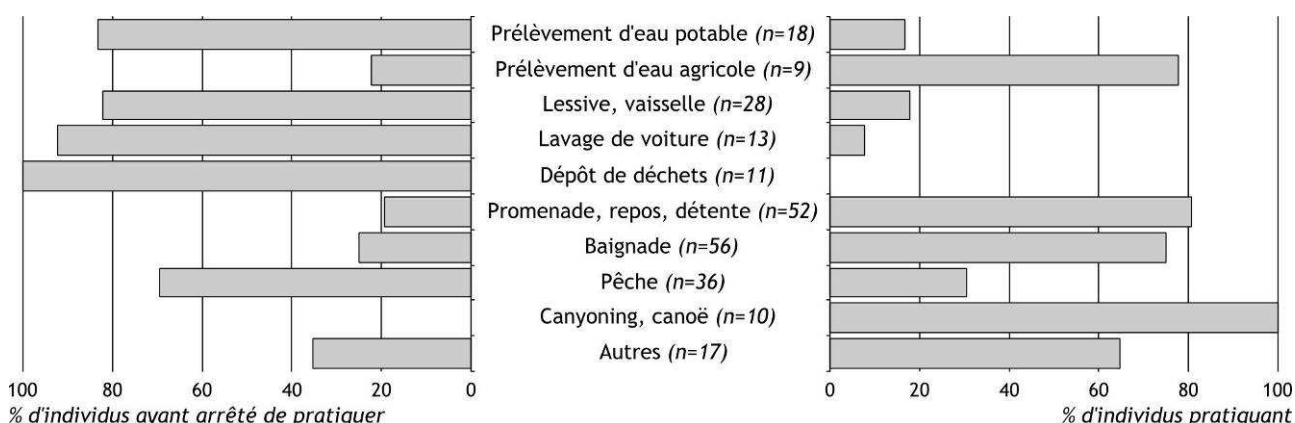 Prélèvement d'eau potable (n=18)
Prélèvement d'eau agricole (n=9)
Lessive, vaisselle (n=28)
Lavage de voiture (n=13)
Dépôt de déchets (n=11)
Promenade, repos, détente (n=52)
Baignade (n=56)
Pêche (n=36)
Canyoning, canoë (n=10)
Autres (n=17)
100 80 60 40 20 0 0 20 40 60 80 100
% d'individus ayant arrêté de pratiquer % d'individus pratiquant